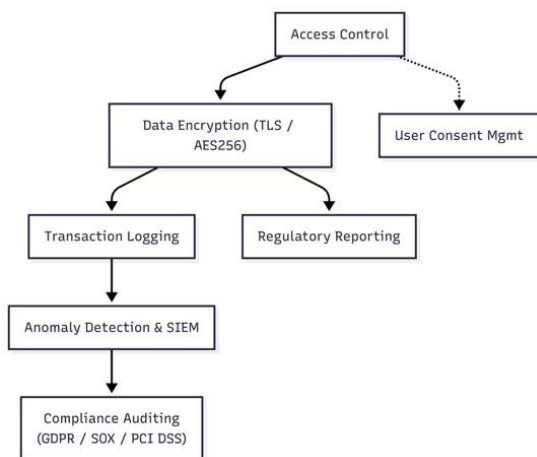 Access Control
Data Encryption (TLS /
AES256)
User Consent Mgmt
Transaction Logging
Regulatory Reporting
Anomaly Detection & SIEM
Compliance Auditing
(GDPR / SOX / PCI DSS)